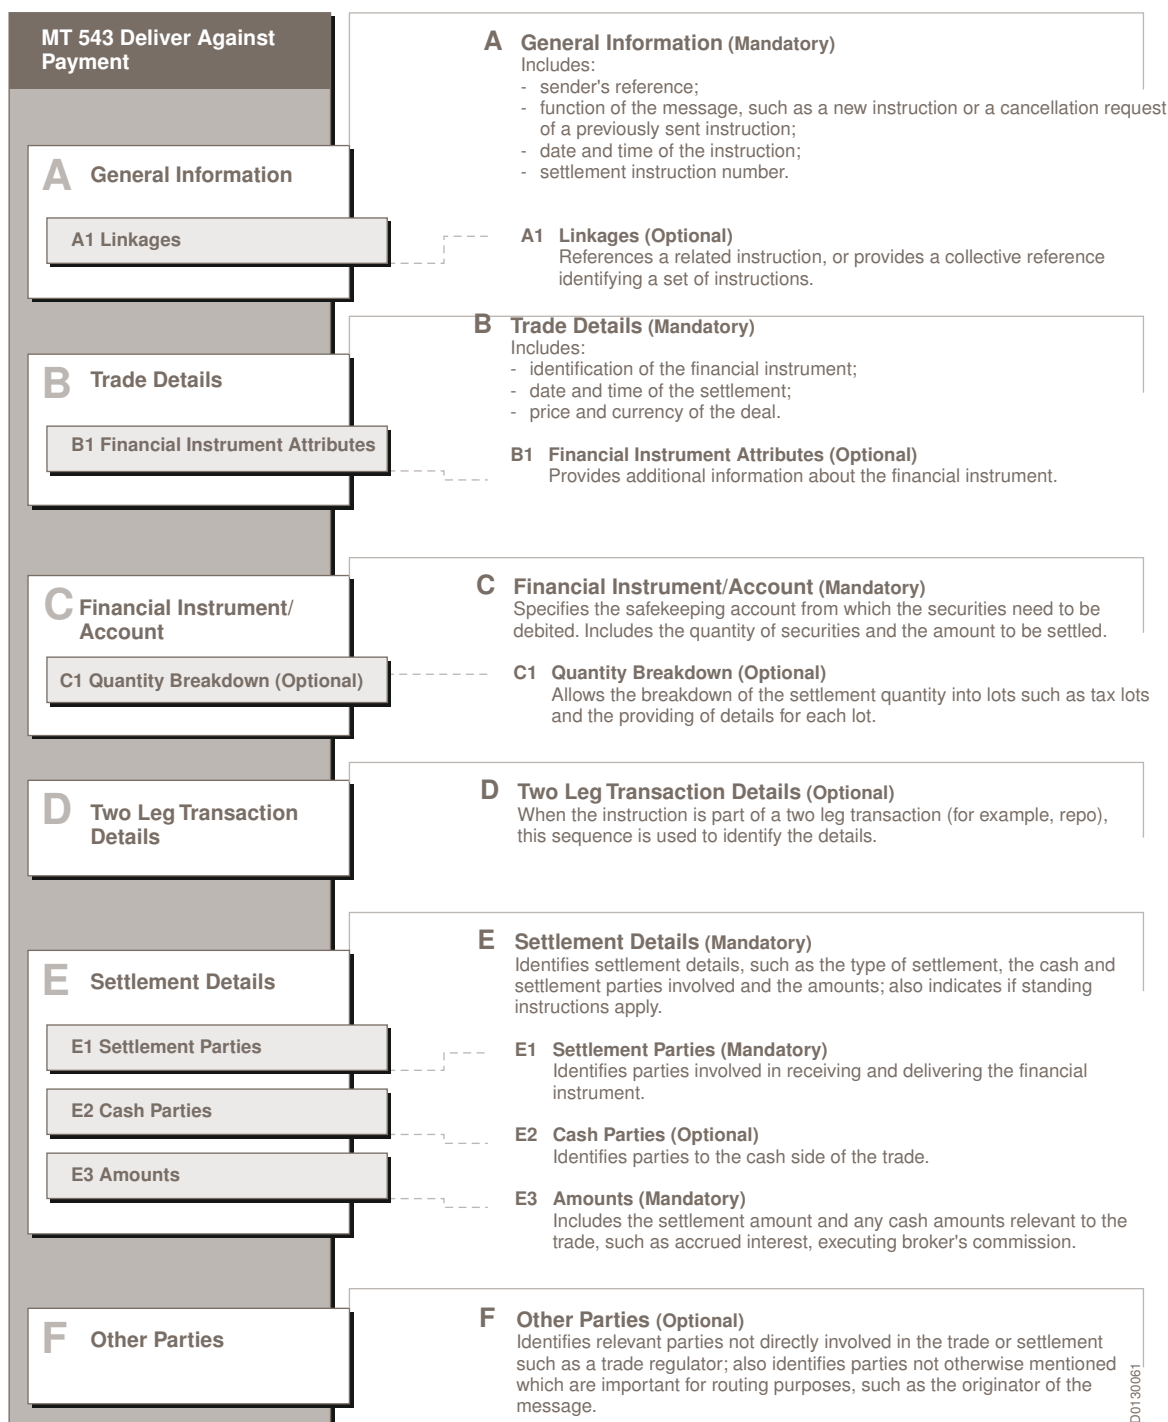 MT 543 Deliver Against
Payment
A General Information
A1 Linkages
B Trade Details
B1 Financial Instrument Attributes
C Financial Instrument/
Account
C1 Quantity Breakdown (Optional)
D Two Leg Transaction
Details
E Settlement Details
E1 Settlement Parties
E2 Cash Parties
E3 Amounts
F Other Parties
A General Information (Mandatory)
Includes:
- sender's reference;
- function of the message, such as a new instruction or a cancellation request
of a previously sent instruction;
- date and time of the instruction;
- settlement instruction number.
A1 Linkages (Optional)
References a related instruction, or provides a collective reference
identifying a set of instructions.
B Trade Details (Mandatory)
Includes:
- identification of the financial instrument;
- date and time of the settlement;
- price and currency of the deal.
B1 Financial Instrument Attributes (Optional)
Provides additional information about the financial instrument.
C Financial Instrument/Account (Mandatory)
Specifies the safekeeping account from which the securities need to be
debited. Includes the quantity of securities and the amount to be settled.
C1 Quantity Breakdown (Optional)
Allows the breakdown of the settlement quantity into lots such as tax lots
and the providing of details for each lot.
D Two Leg Transaction Details (Optional)
When the instruction is part of a two leg transaction (for example, repo),
this sequence is used to identify the details.
E Settlement Details (Mandatory)
Identifies settlement details, such as the type of settlement, the cash and
settlement parties involved and the amounts; also indicates if standing
instructions apply.
E1 Settlement Parties (Mandatory)
Identifies parties involved in receiving and delivering the financial
instrument.
E2 Cash Parties (Optional)
Identifies parties to the cash side of the trade.
E3 Amounts (Mandatory)
Includes the settlement amount and any cash amounts relevant to the
trade, such as accrued interest, executing broker's commission.
F Other Parties (Optional)
Identifies relevant parties not directly involved in the trade or settlement
such as a trade regulator; also identifies parties not otherwise mentioned
which are important for routing purposes, such as the originator of the
message.
D0130061